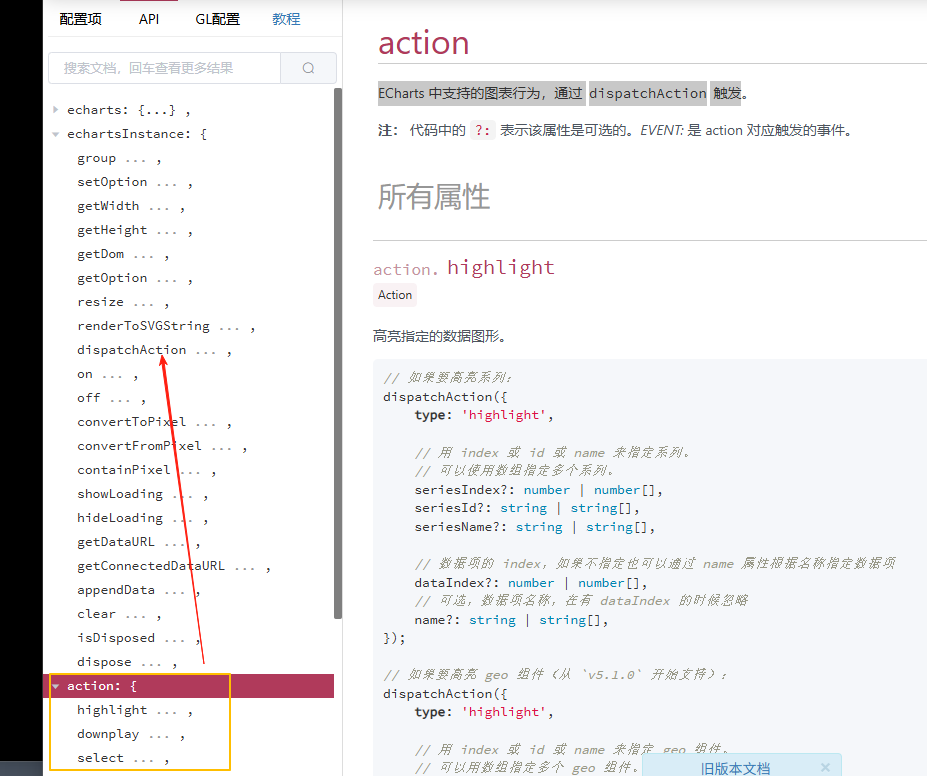 配置项 API GL配置 教程
搜索文档，回车查看更多结果
echarts: {...} ,
echartsInstance: {
group ... ,
setOption ... ,
getWidth ... ,
getHeight ... ,
getDom ... ,
getOption ... ,
resize ... ,
renderToSVGString ... ,
dispatchAction ... ,
on ... ,
off ... ,
convertToPixel ... ,
convertFromPixel ... ,
containPixel ... ,
showLoading ... ,
hideLoading ... ,
getDataURL ... ,
getConnectedDataURL ... ,
appendData ... ,
clear ... ,
isDisposed ... ,
dispose ... ,
action: {
highlight ... ,
downplay ... ,
select ... ,
action
ECharts 中支持的图表行为，通过 dispatchAction 触发。
注： 代码中的 ?: 表示该属性是可选的。EVENT: 是 action 对应触发的事件。
所有属性
action. highlight
Action
高亮指定的数据图形。
// 如果要高亮系列：
dispatchAction({
type: 'highlight',
// 用 index 或 id 或 name 来指定系列。
// 可以使用数组指定多个系列。
seriesIndex?: number | number[],
seriesId?: string | string[],
seriesName?: string | string[],
// 数据项的 index，如果不指定也可以通过 name 属性根据名称指定数据项
dataIndex?: number | number[],
// 可选，数据项名称，在有 dataIndex 的时候忽略
name?: string | string[],
});
// 如果要高亮 geo 组件（从 `v5.1.0` 开始支持）：
dispatchAction({
type: 'highlight',
// 用 index 或 id 或 name 来指定 geo 组件。
// 可以用数组指定多个 geo 组件。
旧版本文档 ×